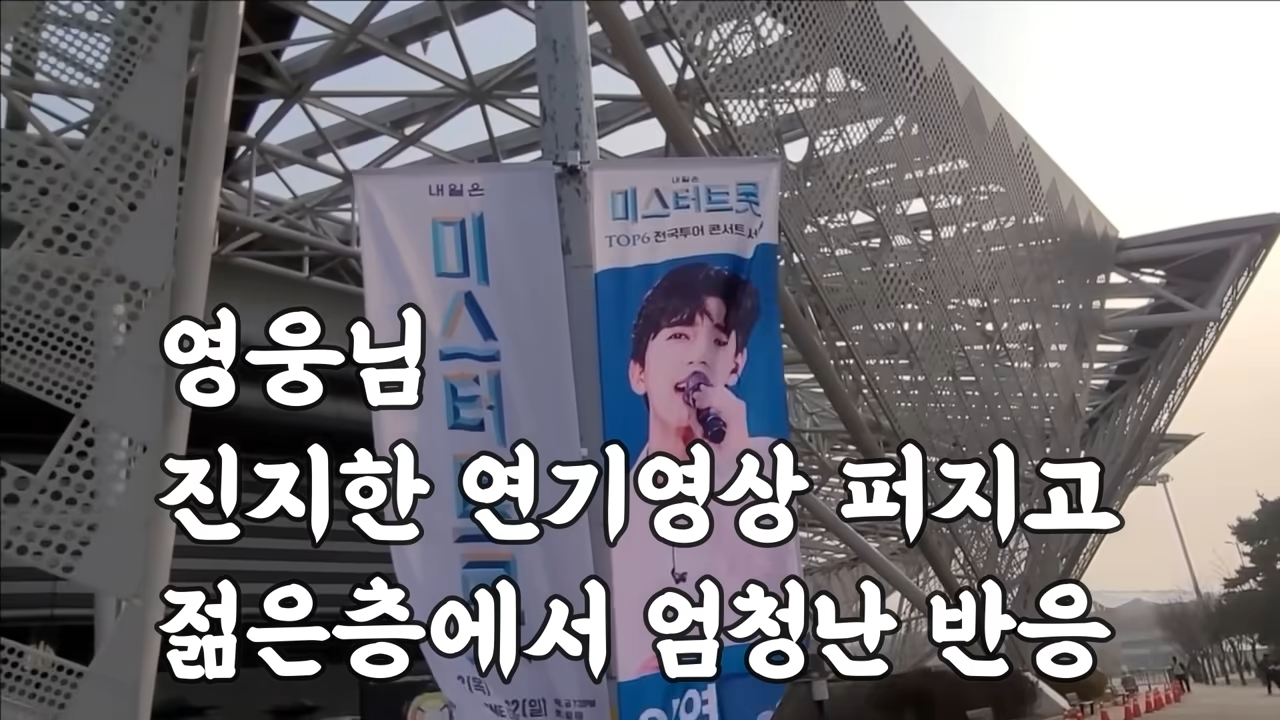 내일은
미스터트
내일은
미스터트롯
TOP6 전국투어 콘서트
영웅님
진지한 연기영상 퍼지고
젊은층에서 엄청난 반응